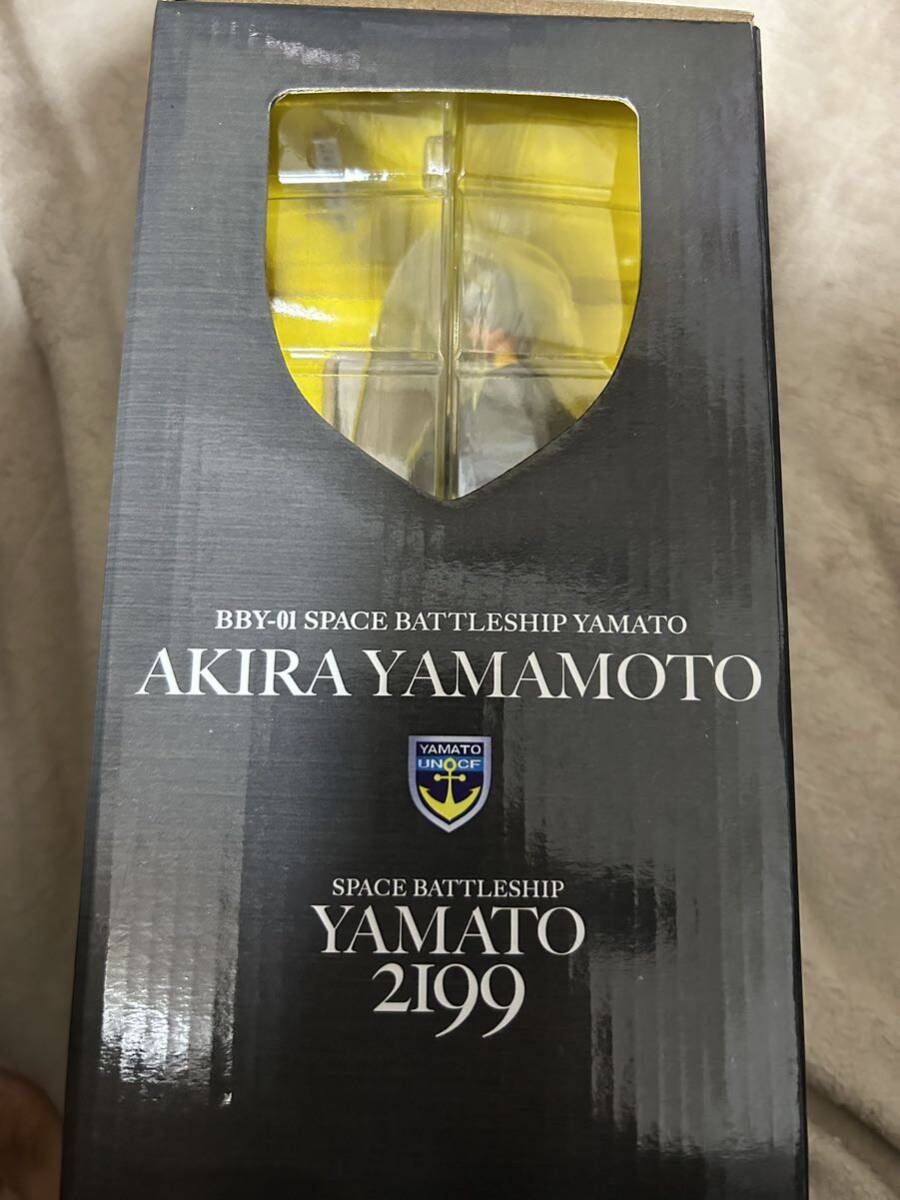 BBY-01 SPACE BATTLESHIP YAMATO
AKIRA YAMAMOTO
YAMATO
UNCF
SPACE BATTLESHIP
YAMATO
2199